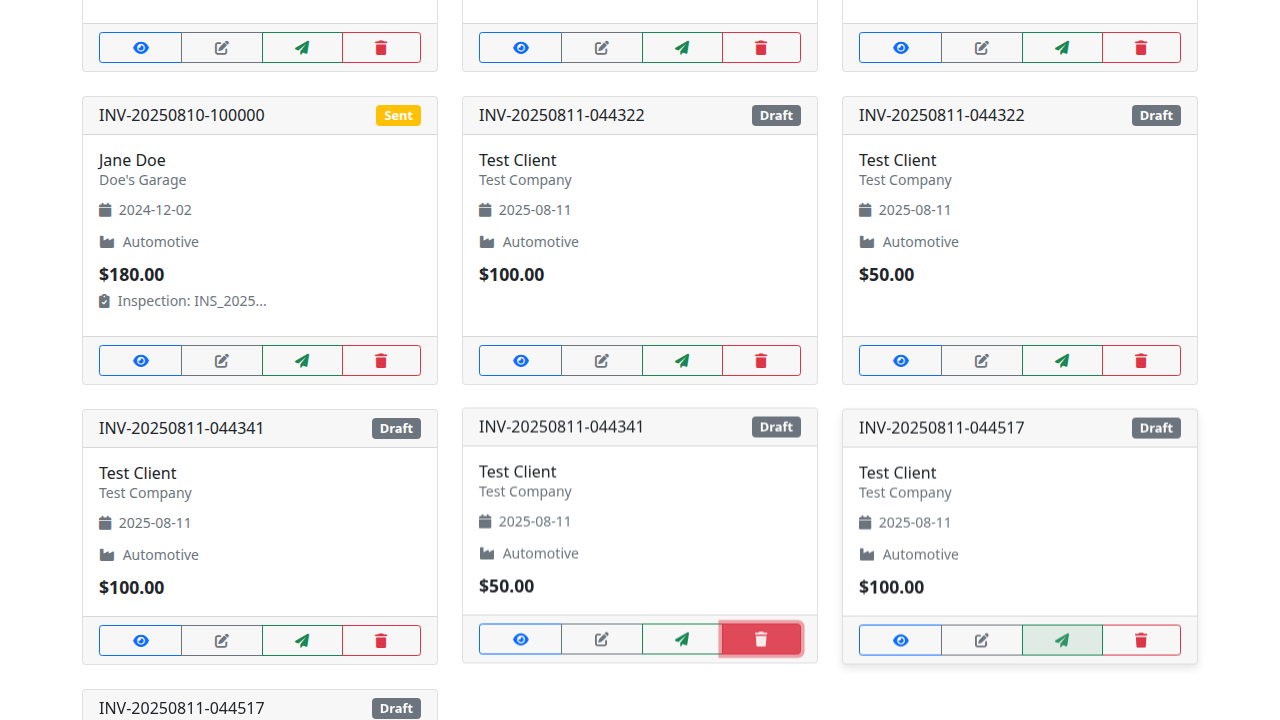 INV-20250810-100000 Sent
Jane Doe
Doe's Garage
2024-12-02
Automotive
$180.00
Inspection: INS_2025...
INV-20250811-044322 Draft
Test Client
Test Company
2025-08-11
Automotive
$100.00
INV-20250811-044322 Draft
Test Client
Test Company
2025-08-11
Automotive
$50.00
INV-20250811-044341 Draft
Test Client
Test Company
2025-08-11
Automotive
$100.00
INV-20250811-044341 Draft
Test Client
Test Company
2025-08-11
Automotive
$50.00
INV-20250811-044517 Draft
Test Client
Test Company
2025-08-11
Automotive
$100.00
INV-20250811-044517 Draft